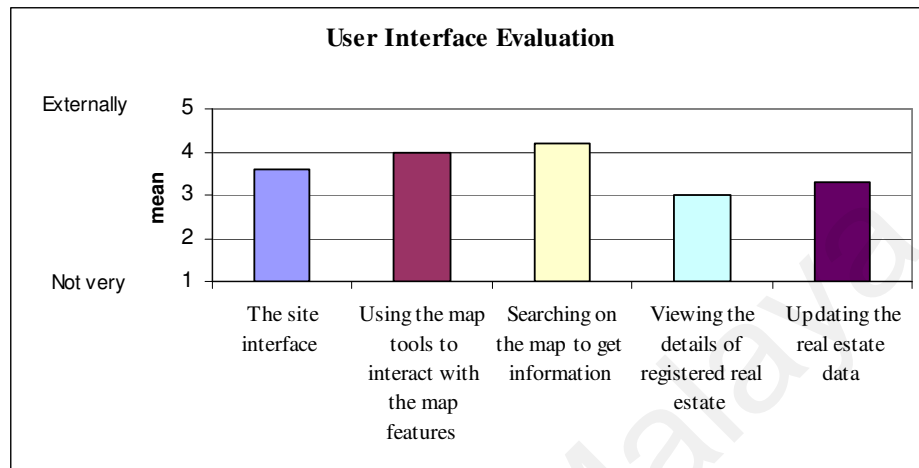 User Interface Evaluation
Externally
Not very
mean
5
4
3
2
1
The site
interface
Using the map
tools to
interact with
the map
features
Searching on
the map to get
information
Viewing the
details of
registered real
estate
Updating the
real estate
data
Malaya